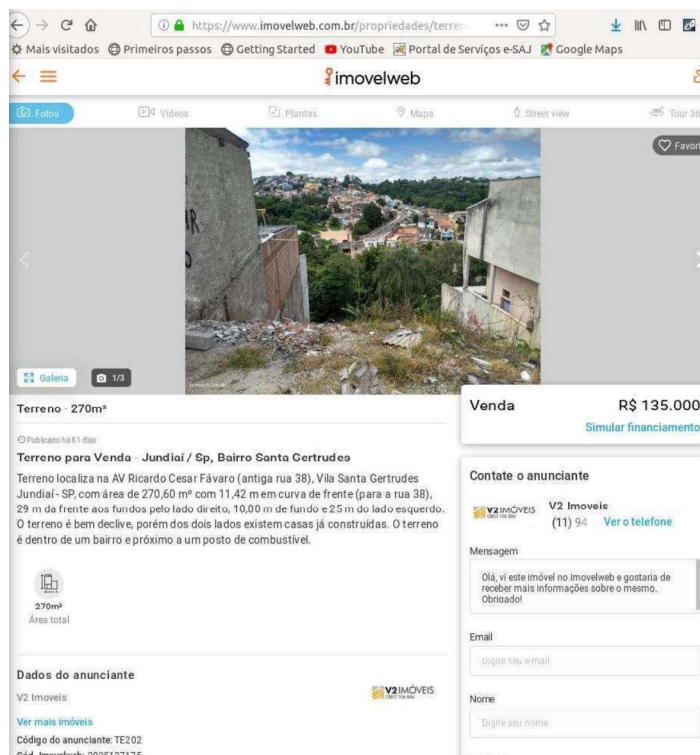 https://www.imovelweb.com.br/propriedades/terren
Mais visitados Primeiros passos Getting Started YouTube Portal de Serviços e-SAJ Google Maps
imovelweb
Fotos Vídeos Plantas Mapa Street view Tour 36
Favori
Galeria 1/3
Terreno · 270m²
Venda R$ 135.000
Simular financiamento
Publicado há 61 dias
Terreno para Venda - Jundiaí / Sp, Bairro Santa Gertrudes
Terreno localiza na AV Ricardo Cesar Fávaro (antiga rua 38), Vila Santa Gertrudes
Jundiaí - SP, com área de 270,60 m² com 11,42 m em curva de frente (para a rua 38),
29 m da frente aos fundos pelo lado direito, 10,00 m de fundo e 25 m do lado esquerdo.
O terreno é bem declive, porém dos dois lados existem casas já construídas. O terreno
é dentro de um bairro e próximo a um posto de combustível.
270m²
Área total
Contate o anunciante
V2 IMÓVEIS
V2 Imoveis
(11) 94 Ver o telefone
Mensagem
Olá, vi este imóvel no Imovelweb e gostaria de
receber mais informações sobre o mesmo.
Obrigado!
Email
Digite seu e-mail
Nome
Digite seu nome
Dados do anunciante
V2 Imoveis
V2 IMÓVEIS
Ver mais imóveis
Código do anunciante: TE202